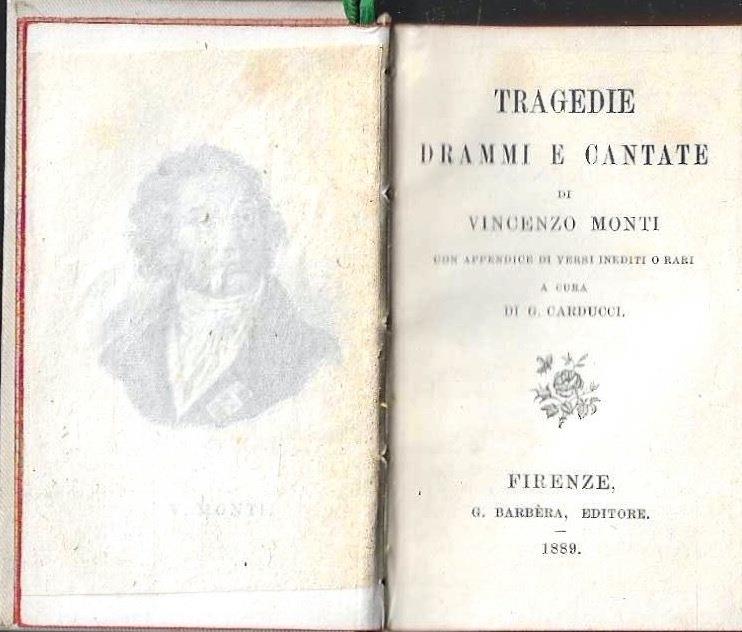 V. MONTI.
TRAGEDIE
DRAMMI E CANTATE
DI
VINCENZO MONTI
CON APPENDICE DI VERSI INEDITI O RARI
A CURA
DI G. CARDUCCI.
FIRENZE,
G. BARBÈRA, EDITORE.
1889.